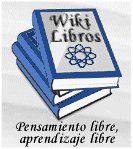 Wiki
Libros
Pensamiento libre,
aprendizaje libre